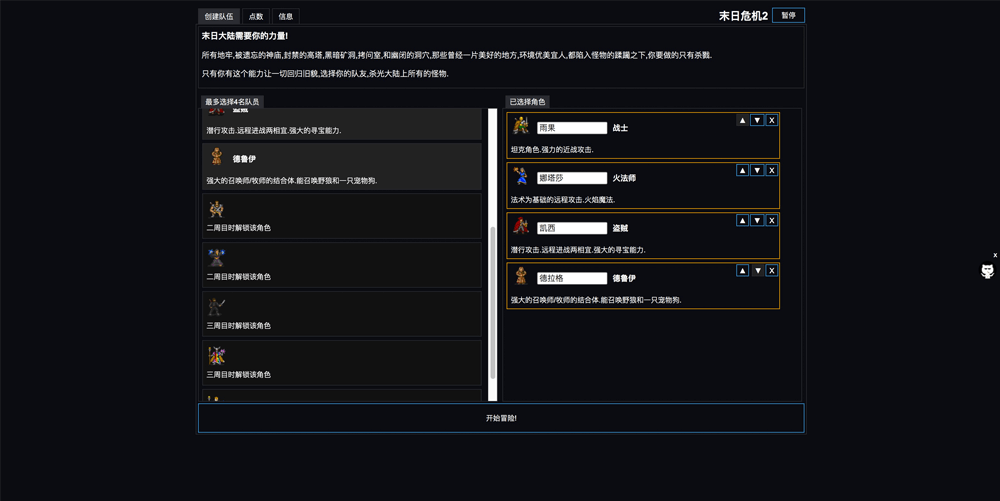 创建队伍 点数 信息 末日危机2 暂停
末日大陆需要你的力量!
所有地牢,被遗忘的神庙,封禁的高塔,黑暗矿洞,拷问室,和幽闭的洞穴,那些曾经一片美好的地方,环境优美宜人,都陷入怪物的蹂躏之下,你要做的只有杀戮.
只有你有这个能力让一切回归旧貌,选择你的队友,杀光大陆上所有的怪物.
最多选择4名队员
盗贼
潜行攻击.远程进战两相宜.强大的寻宝能力.
德鲁伊
强大的召唤师/牧师的结合体.能召唤野狼和一只宠物狗.
二周目时解锁该角色
二周目时解锁该角色
三周目时解锁该角色
三周目时解锁该角色
已选择角色
雨果 战士 ▲ ▼ X
坦克角色.强力的近战攻击.
娜塔莎 火法师 ▲ ▼ X
法术为基础的远程攻击.火焰魔法.
凯西 盗贼 ▲ ▼ X
潜行攻击.远程进战两相宜.强大的寻宝能力.
德拉格 德鲁伊 ▲ ▼ X
强大的召唤师/牧师的结合体.能召唤野狼和一只宠物狗.
x
开始冒险!